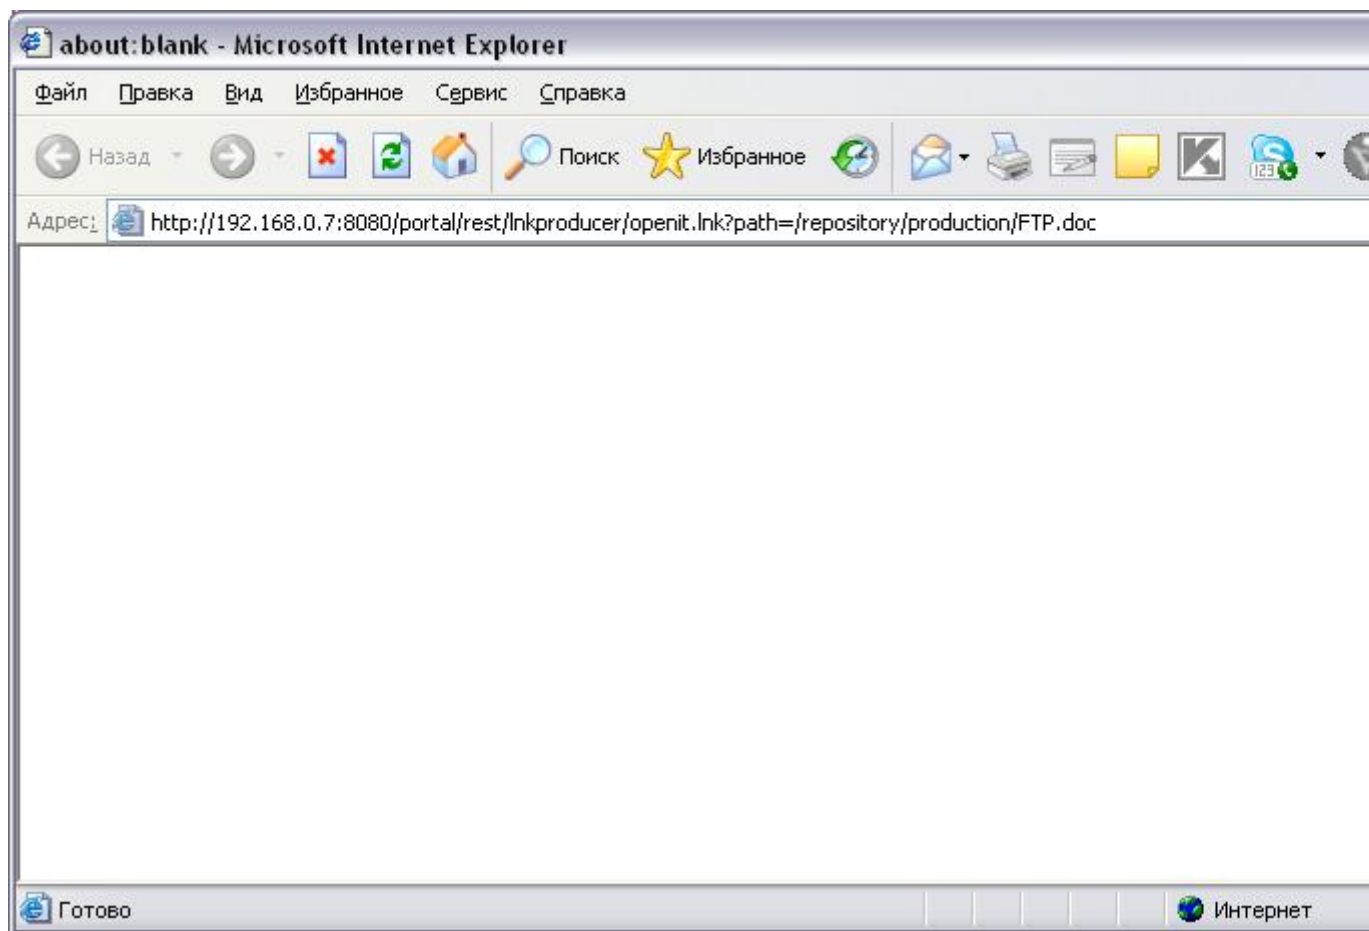 about:blank - Microsoft Internet Explorer
Файл Правка Вид Избранное Сервис Справка
Назад Поиск Избранное 123
Адрес: http://192.168.0.7:8080/portal/rest/lnkproducer/openit.lnk?path=/repository/production/FTP.doc
Готово Интернет